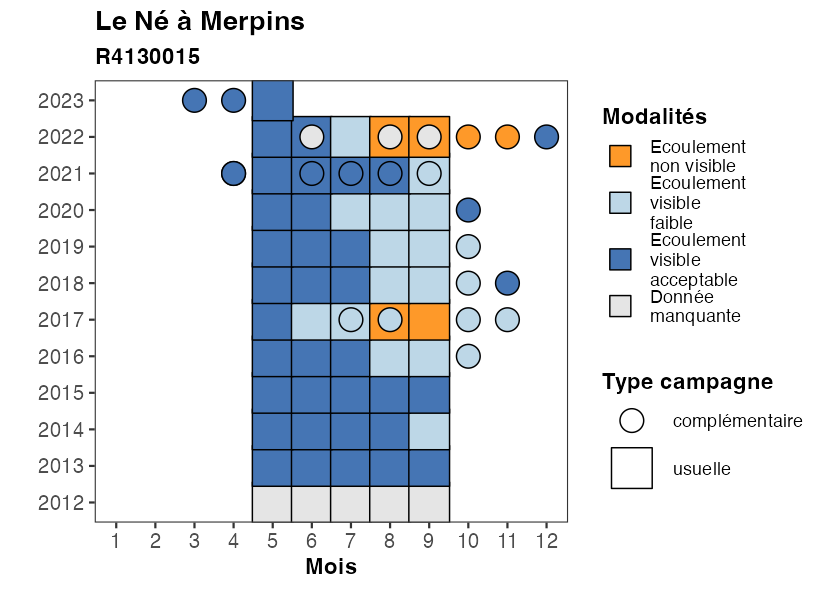 Le Né à Merpins
R4130015
2023
2022
2021
2020
2019
2018
2017
2016
2015
2014
2013
2012
1 2 3 4 5 6 7 8 9 10 11 12
Mois
Modalités
Ecoulement
non visible
Ecoulement
visible
faible
Ecoulement
visible
acceptable
Donnée
manquante
Type campagne
complémentaire
usuelle